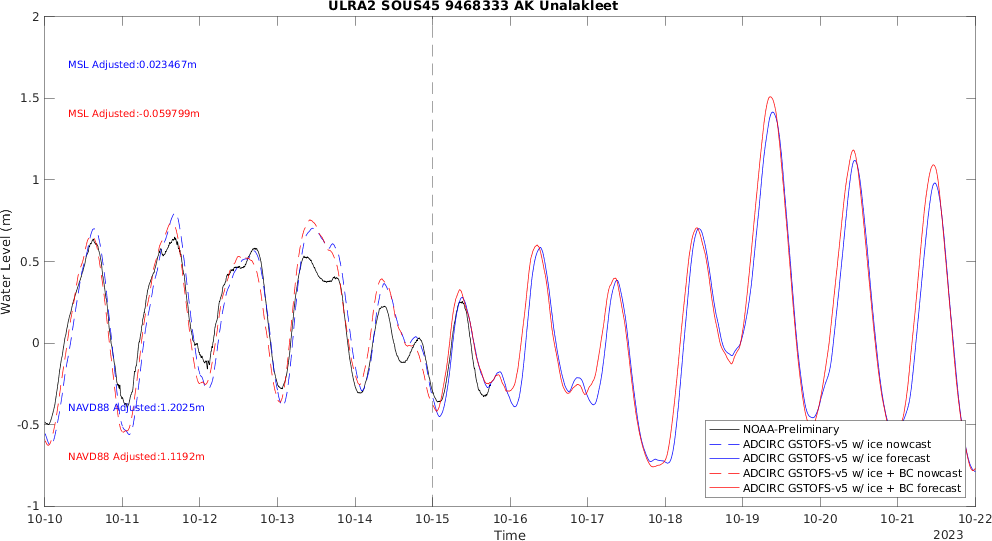 ULRA2 SOUS45 9468333 AK Unalakleet
2
MSL Adjusted:0.023467m
1.5
MSL Adjusted:-0.059799m
1
Water Level (m)
0.5
0
NAVD88 Adjusted:1.2025m
-0.5
NAVD88 Adjusted:1.1192m
NOAA-Preliminary
ADCIRC GSTOFS-v5 w/ ice nowcast
ADCIRC GSTOFS-v5 w/ ice forecast
ADCIRC GSTOFS-v5 w/ ice + BC nowcast
ADCIRC GSTOFS-v5 w/ ice + BC forecast
-1
10-10 10-11 10-12 10-13 10-14 10-15 10-16 10-17 10-18 10-19 10-20 10-21 10-22
Time
2023